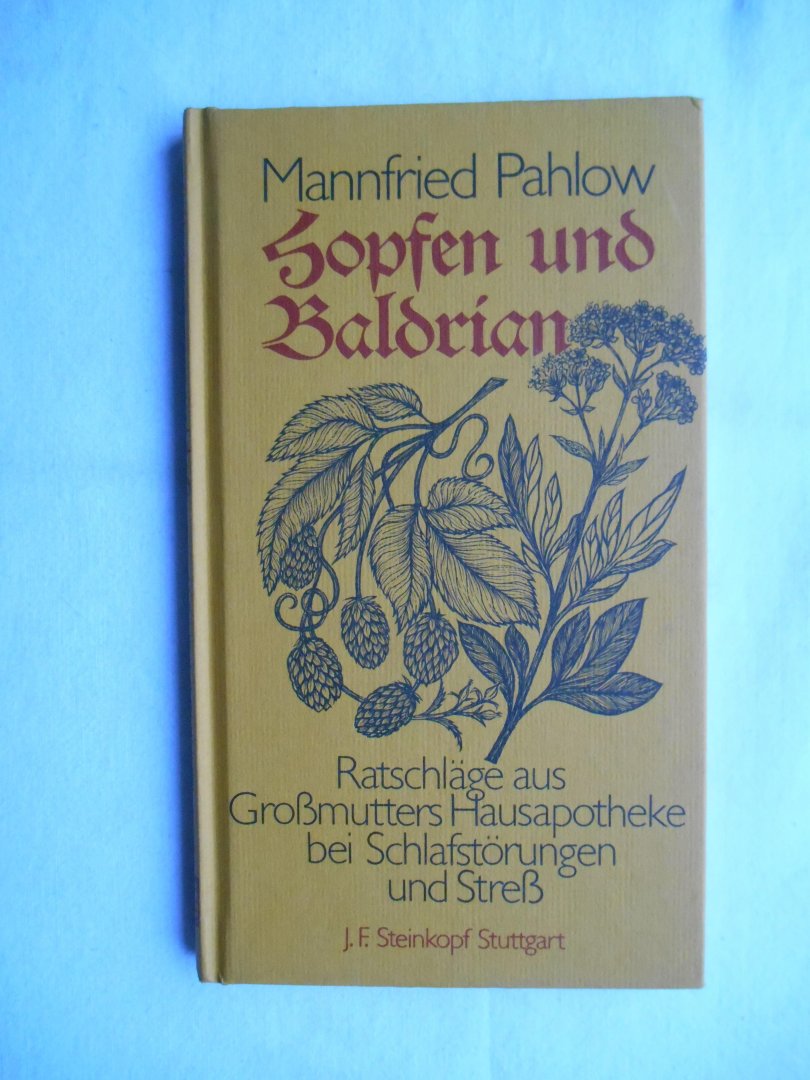 Mannfried Pahlow
Hopfen und
Baldrian
Ratschläge aus
Großmutters Hausapotheke
bei Schlafstörungen
und Streß
J. F. Steinkopf Stuttgart